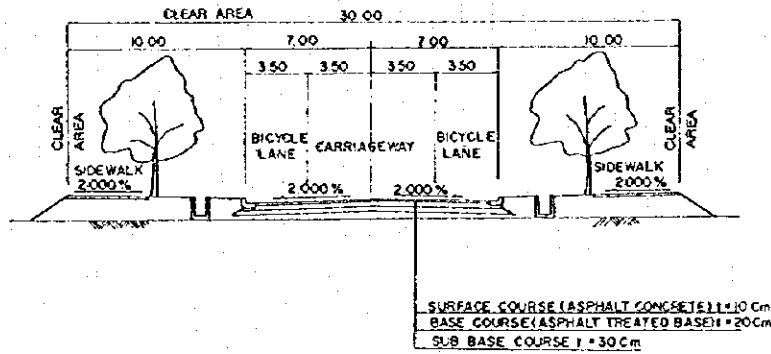 CLEAR AREA 30.00
10.00 7.00 7.00 10.00
3.50 3.50 3.50 3.50
CLEAR AREA
CLEAR AREA
BICYCLE LANE
CARRIAGEWAY
BICYCLE LANE
SIDEWALK
SIDEWALK
2.000 % 2.000 % 2.000 % 2.000 %
SURFACE COURSE (ASPHALT CONCRETE) t=10 Cm
BASE COURSE (ASPHALT TREATED BASE) t=20 Cm
SUB BASE COURSE t=30 Cm